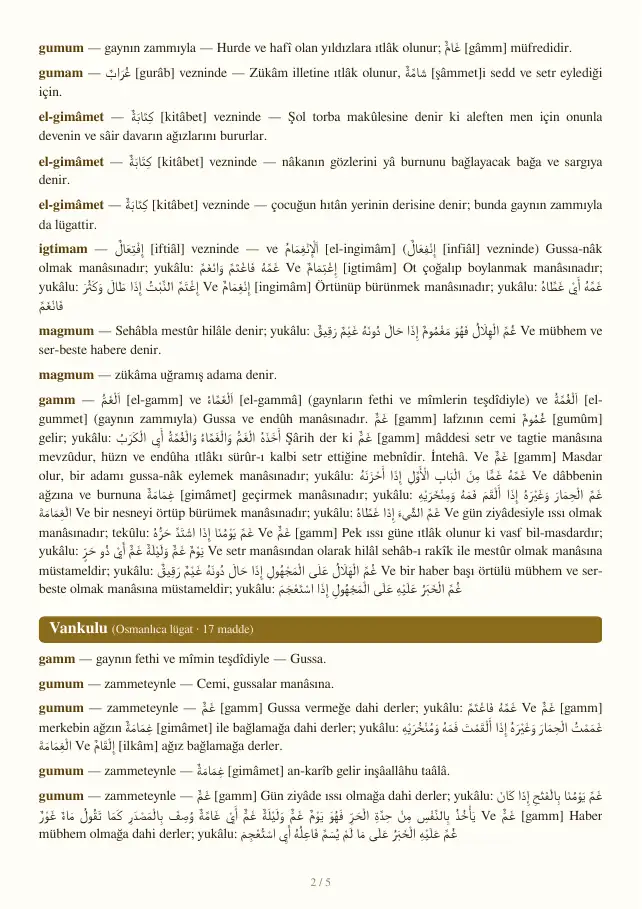 gumum — gaynın zammıyla — Hurde ve hafî olan yıldızlara ıtlâk olunur; غَامٌّ [gâmm] müfredidir.
gumam — غُرَابٌ [gurâb] vezninde — Zükâm illetine ıtlâk olunur, شَامَّةٌ [şâmmet]i sedd ve setr eylediği
için.
el-gimâmet — كِتَابَةٌ [kitâbet] vezninde — Şol torba makûlesine denir ki aleften men için onunla
devenin ve sâir davarın ağızlarını bururlar.
el-gimâmet — كِتَابَةٌ [kitâbet] vezninde — nâkanın gözlerini yâ burnunu bağlayacak bağa ve sargıya
denir.
el-gimâmet — كِتَابَةٌ [kitâbet] vezninde — çocuğun hıtân yerinin derisine denir; bunda gaynın zammıyla
da lügattir.
igtimam — إِفْتِعَالٌ [iftiâl] vezninde — ve اَلْإِنْغِمَامُ [el-ingimâm] (إِنْفِعَالٌ [infiâl] vezninde) Gussa-nâk
olmak manâsınadır; yukâlu: غَمَّهُ فَاغْتَمَّ وَانْغَمَّ Ve إِغْتِمَامٌ [igtimâm] Ot çoğalıp boylanmak manâsınadır;
yukâlu: إِغْتَمَّ النَّبْتُ إِذَا طَالَ وَكَثُرَ Ve إِنْغِمَامٌ [ingimâm] Örtünüp bürünmek manâsınadır; yukâlu: غَمَّهُ أَيْ غَطَّاهُ
فَانْغَمَّ
magmum — Sehâbla mestûr hilâle denir; yukâlu: غُمَّ الْهِلَالُ فَهُوَ مَغْمُومٌ إِذَا حَالَ دُونَهُ غَيْمٌ رَقِيقٌ Ve mübhem ve
ser-beste habere denir.
magmum — zükâma uğramış adama denir.
gamm — اَلْغَمُّ [el-gamm] ve اَلْغَمَّاءُ [el-gammâ] (gaynların fethi ve mîmlerin teşdîdiyle) ve اَلْغُمَّةُ [el-
gummet] (gaynın zammıyla) Gussa ve endûh manâsınadır. غَمٌّ [gamm] lafzının cemi غُمُومٌ [gumûm]
gelir; yukâlu: أَخَذَهُ الْغَمُّ وَالْغَمَّاءُ وَالْغُمَّةُ أَيِ الْكَرْبُ Şârih der ki غَمٌّ [gamm] mâddesi setr ve tagtie manâsına
mevzûdur, hüzn ve endûha ıtlâkı sürûr-ı kalbi setr ettiğine mebnîdir. İntehâ. Ve غَمٌّ [gamm] Masdar
olur, bir adamı gussa-nâk eylemek manâsınadır; yukâlu: غَمَّهُ غَمًّا مِنَ الْبَابِ الْأَوَّلِ إِذَا أَحْزَنَهُ Ve dâbbenin
ağzına ve burnuna غِمَامَةٌ [gimâmet] geçirmek manâsınadır; yukâlu: غَمَّ الْحِمَارَ وَغَيْرَهُ إِذَا أَلْقَمَ فَمَهُ وَمِنْخَرَيْهِ
الْغِمَامَةَ Ve bir nesneyi örtüp bürümek manâsınadır; yukâlu: غَمَّ الشَّيْءَ إِذَا غَطَّاهُ Ve gün ziyâdesiyle ıssı olmak
manâsınadır; tekûlu: غَمَّ يَوْمُنَا إِذَا اشْتَدَّ حَرُّهُ Ve غَمٌّ [gamm] Pek ıssı güne ıtlâk olunur ki vasf bil-masdardır;
yukâlu: يَوْمٌ غَمٌّ وَلَيْلَةٌ غَمٌّ أَيْ ذُو حَرٍّ Ve setr manâsından olarak hilâl sehâb-ı rakîk ile mestûr olmak manâsına
müstameldir; yukâlu: غُمَّ الْهِلَالُ عَلَى الْمَجْهُولِ إِذَا حَالَ دُونَهُ غَيْمٌ رَقِيقٌ Ve bir haber başı örtülü mübhem ve ser-
beste olmak manâsına müstameldir; yukâlu: غُمَّ الْخَبَرُ عَلَيْهِ عَلَى الْمَجْهُولِ إِذَا اسْتَعْجَمَ
Vankulu (Osmanlıca lügat · 17 madde)
gamm — gaynın fethi ve mîmin teşdîdiyle — Gussa.
gumum — zammeteynle — Cemi, gussalar manâsına.
gumum — zammeteynle — غَمٌّ [gamm] Gussa vermeğe dahi derler; yukâlu: غَمَّهُ فَاغْتَمَّ Ve غَمٌّ [gamm]
merkebin ağzın غِمَامَةٌ [gimâmet] ile bağlamağa dahi derler; yukâlu: غَمَمْتُ الْحِمَارَ وَغَيْرَهُ إِذَا أَلْقَمْتَ فَمَهُ وَمُنْخُرَيْهِ
الْغِمَامَةَ Ve إِلْقَامٌ [ilkâm] ağız bağlamağa derler.
gumum — zammeteynle — غِمَامَةٌ [gimâmet] an-karîb gelir inşâallâhu taâlâ.
gumum — zammeteynle — غَمٌّ [gamm] Gün ziyâde ıssı olmağa dahi derler; yukâlu: غَمَّ يَوْمُنَا بِالْفَتْحِ إِذَا كَانَ
يَأْخُذُ بِالنَّفَسِ مِنْ حِدَّةِ الْحَرِّ فَهُوَ يَوْمٌ غَمٌّ وَلَيْلَةٌ غَمٌّ أَيْ غَامَّةٌ وُصِفَ بِالْمَصْدَرِ كَمَا تَقُولُ مَاءٌ غَوْرٌ Ve غَمٌّ [gamm] Haber
mübhem olmağa dahi derler; yukâlu: غُمَّ عَلَيْهِ الْخَبَرُ عَلَى مَا لَمْ يُسَمَّ فَاعِلُهُ أَيِ اسْتُعْجِمَ
2 / 5